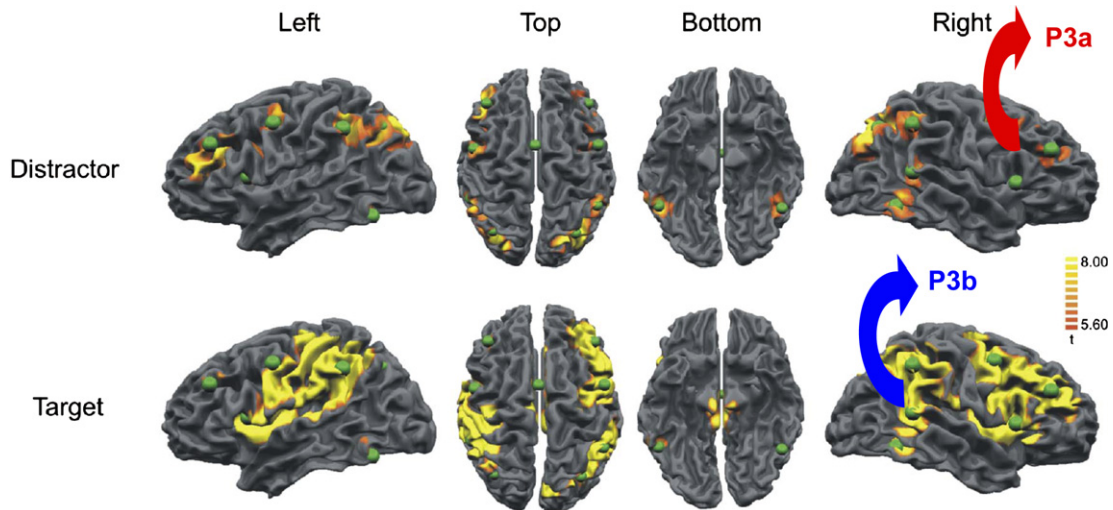 Left
Top
Bottom
Right
P3a
Distractor
P3b
8.00
5.60
t
Target